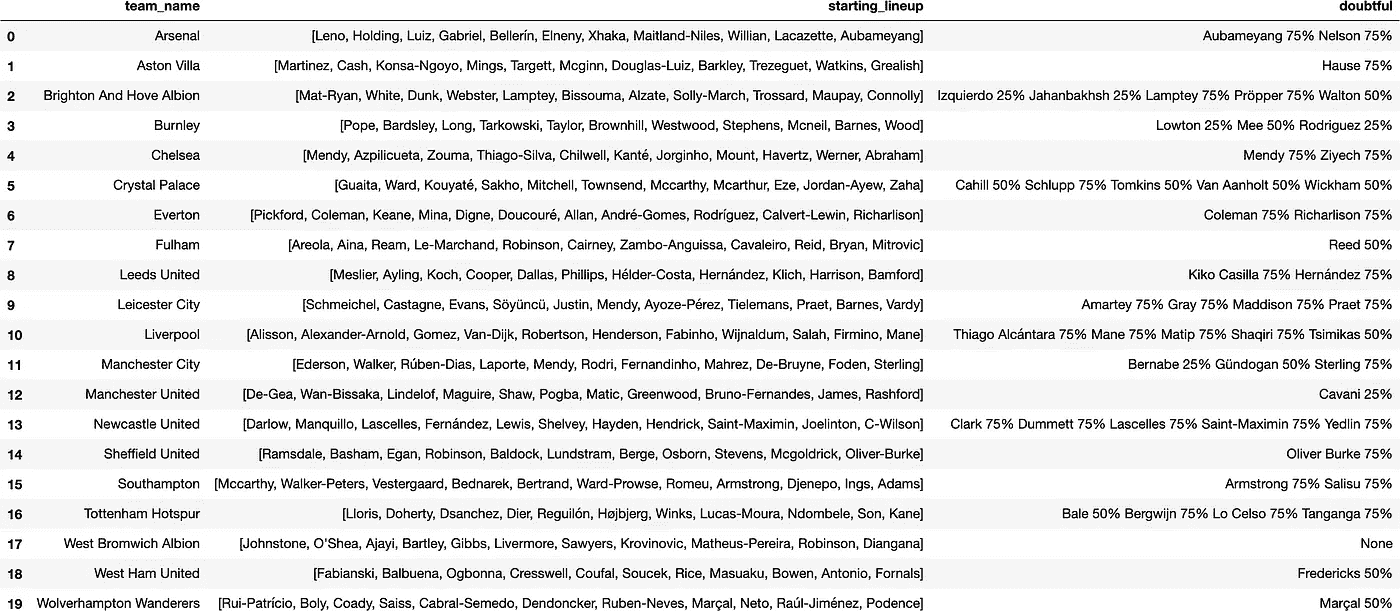 team_name starting_lineup doubtful
0 Arsenal [Leno, Holding, Luiz, Gabriel, Bellerín, Elneny, Xhaka, Maitland-Niles, Willian, Lacazette, Aubameyang] Aubameyang 75% Nelson 75%
1 Aston Villa [Martinez, Cash, Konsa-Ngoyo, Mings, Targett, Mcginn, Douglas-Luiz, Barkley, Trezeguet, Watkins, Grealish] Hause 75%
2 Brighton And Hove Albion [Mat-Ryan, White, Dunk, Webster, Lamptey, Bissouma, Alzate, Solly-March, Trossard, Maupay, Connolly] Izquierdo 25% Jahanbakhsh 25% Lamptey 75% Pröpper 75% Walton 50%
3 Burnley [Pope, Bardsley, Long, Tarkowski, Taylor, Brownhill, Westwood, Stephens, Mcneil, Barnes, Wood] Lowton 25% Mee 50% Rodriguez 25%
4 Chelsea [Mendy, Azpilicueta, Zouma, Thiago-Silva, Chilwell, Kanté, Jorginho, Mount, Havertz, Werner, Abraham] Mendy 75% Ziyech 75%
5 Crystal Palace [Guaita, Ward, Kouyaté, Sakho, Mitchell, Townsend, Mccarthy, Mcarthur, Eze, Jordan-Ayew, Zaha] Cahill 50% Schlupp 75% Tomkins 50% Van Aanholt 50% Wickham 50%
6 Everton [Pickford, Coleman, Keane, Mina, Digne, Doucouré, Allan, André-Gomes, Rodríguez, Calvert-Lewin, Richarlison] Coleman 75% Richarlison 75%
7 Fulham [Areola, Aina, Ream, Le-Marchand, Robinson, Cairney, Zambo-Anguissa, Cavaleiro, Reid, Bryan, Mitrovic] Reed 50%
8 Leeds United [Meslier, Ayling, Koch, Cooper, Dallas, Phillips, Hélder-Costa, Hernández, Klich, Harrison, Bamford] Kiko Casilla 75% Hernández 75%
9 Leicester City [Schmeichel, Castagne, Evans, Söyüncü, Justin, Mendy, Ayoze-Pérez, Tielemans, Praet, Barnes, Vardy] Amartey 75% Gray 75% Maddison 75% Praet 75%
10 Liverpool [Alisson, Alexander-Arnold, Gomez, Van-Dijk, Robertson, Henderson, Fabinho, Wijnaldum, Salah, Firmino, Mane] Thiago Alcántara 75% Mane 75% Matip 75% Shaqiri 75% Tsimikas 50%
11 Manchester City [Ederson, Walker, Rúben-Dias, Laporte, Mendy, Rodri, Fernandinho, Mahrez, De-Bruyne, Foden, Sterling] Bernabe 25% Gündogan 50% Sterling 75%
12 Manchester United [De-Gea, Wan-Bissaka, Lindelof, Maguire, Shaw, Pogba, Matic, Greenwood, Bruno-Fernandes, James, Rashford] Cavani 25%
13 Newcastle United [Darlow, Manquillo, Lascelles, Fernández, Lewis, Shelvey, Hayden, Hendrick, Saint-Maximin, Joelinton, C-Wilson] Clark 75% Dummett 75% Lascelles 75% Saint-Maximin 75% Yedlin 75%
14 Sheffield United [Ramsdale, Basham, Egan, Robinson, Baldock, Lundstram, Berge, Osborn, Stevens, Mcgoldrick, Oliver-Burke] Oliver Burke 75%
15 Southampton [Mccarthy, Walker-Peters, Vestergaard, Bednarek, Bertrand, Ward-Prowse, Romeu, Armstrong, Djenepo, Ings, Adams] Armstrong 75% Salisu 75%
16 Tottenham Hotspur [Lloris, Doherty, Dsanchez, Dier, Reguilón, Højbjerg, Winks, Lucas-Moura, Ndombele, Son, Kane] Bale 50% Bergwijn 75% Lo Celso 75% Tanganga 75%
17 West Bromwich Albion [Johnstone, O'Shea, Ajayi, Bartley, Gibbs, Livermore, Sawyers, Krovinovic, Matheus-Pereira, Robinson, Diangana] None
18 West Ham United [Fabianski, Balbuena, Ogbonna, Cresswell, Coufal, Soucek, Rice, Masuaku, Bowen, Antonio, Fornals] Fredericks 50%
19 Wolverhampton Wanderers [Rui-Patrício, Boly, Coady, Saiss, Cabral-Semedo, Dendoncker, Ruben-Neves, Marçal, Neto, Raúl-Jiménez, Podence] Marçal 50%